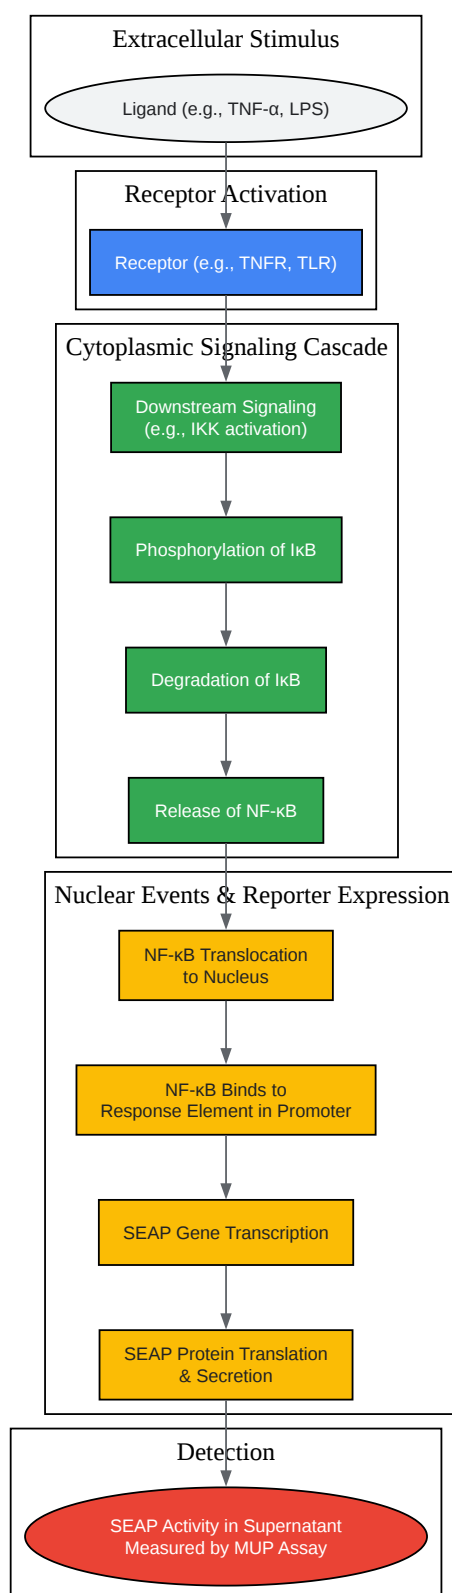 Extracellular Stimulus
Ligand (e.g., TNF-α, LPS)
Receptor Activation
Receptor (e.g., TNFR, TLR)
Cytoplasmic Signaling Cascade
Downstream Signaling
(e.g., IKK activation)
Phosphorylation of IκB
Degradation of IκB
Release of NF-κB
Nuclear Events & Reporter Expression
NF-κB Translocation
to Nucleus
NF-κB Binds to
Response Element in Promoter
SEAP Gene Transcription
SEAP Protein Translation
& Secretion
Detection
SEAP Activity in Supernatant
Measured by MUP Assay